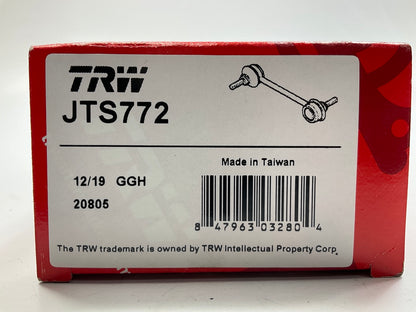 TRW
JTS772
Made in Taiwan
12/19 GGH
20805
8 47963 03280 4
The TRW trademark is owned by TRW Intellectual Property Corp.